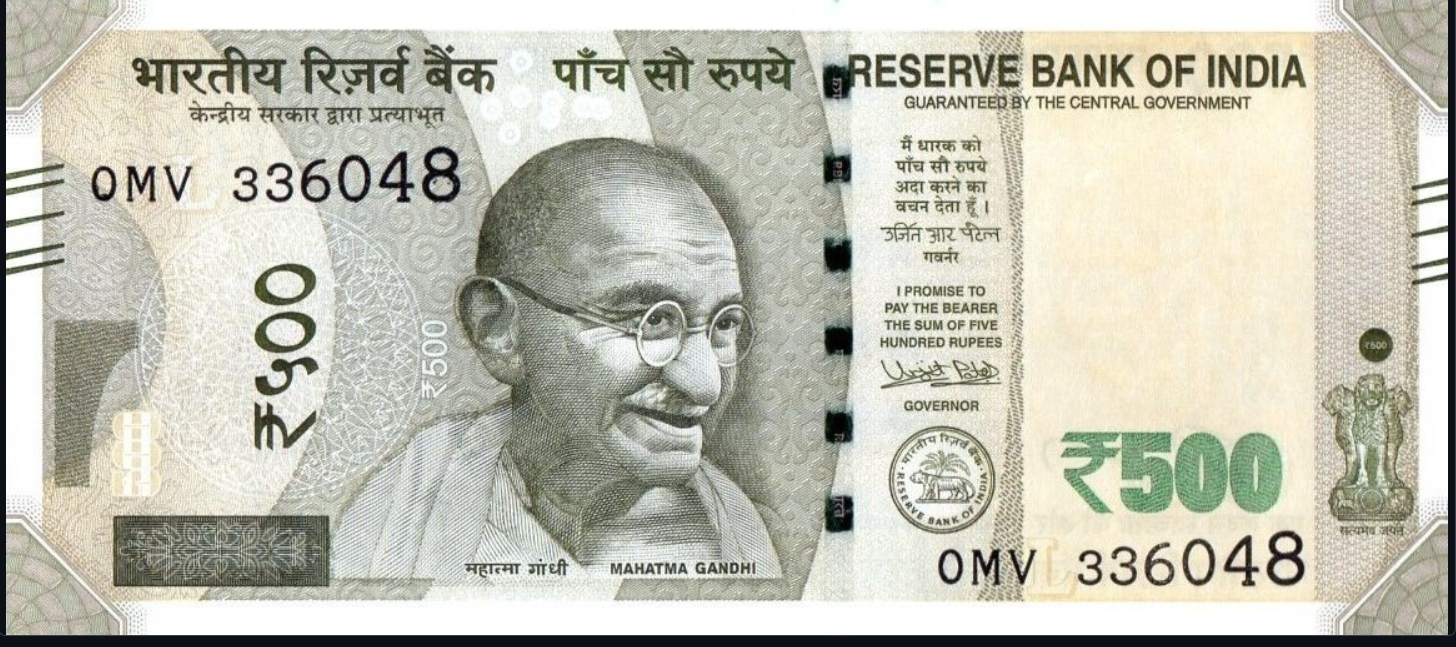 भारतीय रिज़र्व बैंक
केन्द्रीय सरकार द्वारा प्रत्याभूत
पाँच सौ रुपये
RESERVE BANK OF INDIA
GUARANTEED BY THE CENTRAL GOVERNMENT
0MV 336048
₹५००
₹500
मैं धारक को
पाँच सौ रुपये
अदा करने का
वचन देता हूँ ।
उर्जित आर पटेल
गवर्नर
I PROMISE TO
PAY THE BEARER
THE SUM OF FIVE
HUNDRED RUPEES
Urjit Patel
GOVERNOR
भारतीय रिज़र्व बैंक
RESERVE BANK OF INDIA
₹500
₹500
सत्यमेव जयते
महात्मा गांधी
MAHATMA GANDHI
0MV 336048